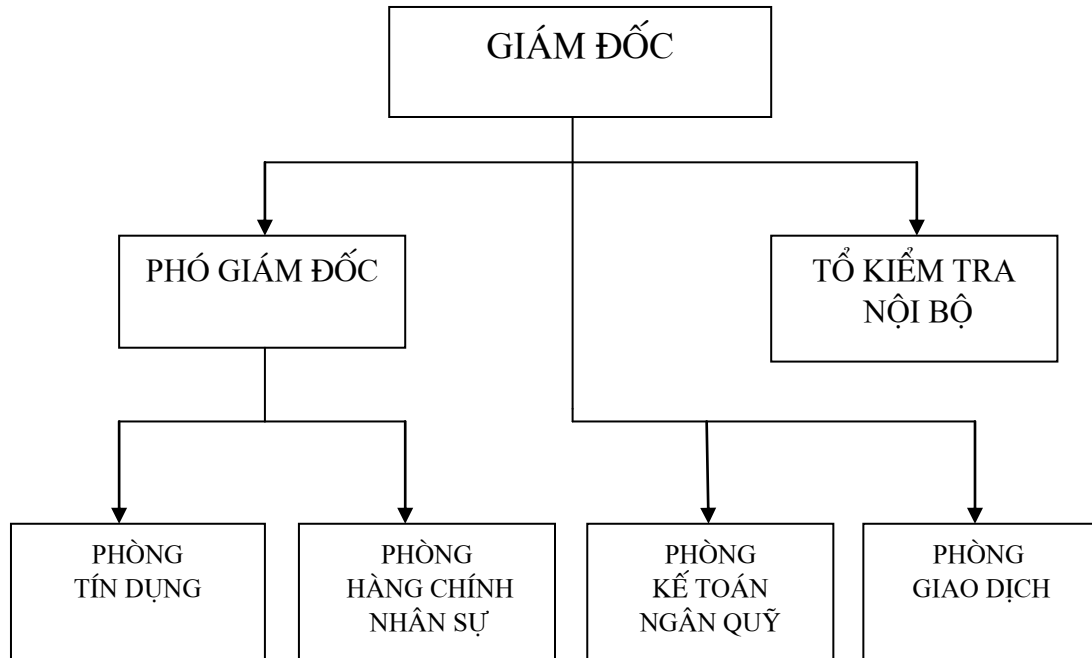 GIÁM ĐỐC
PHÓ GIÁM ĐỐC
TỔ KIỂM TRA
NỘI BỘ
PHÒNG
TÍN DỤNG
PHÒNG
HÀNG CHÍNH
NHÂN SỰ
PHÒNG
KẾ TOÁN
NGÂN QUỸ
PHÒNG
GIAO DỊCH